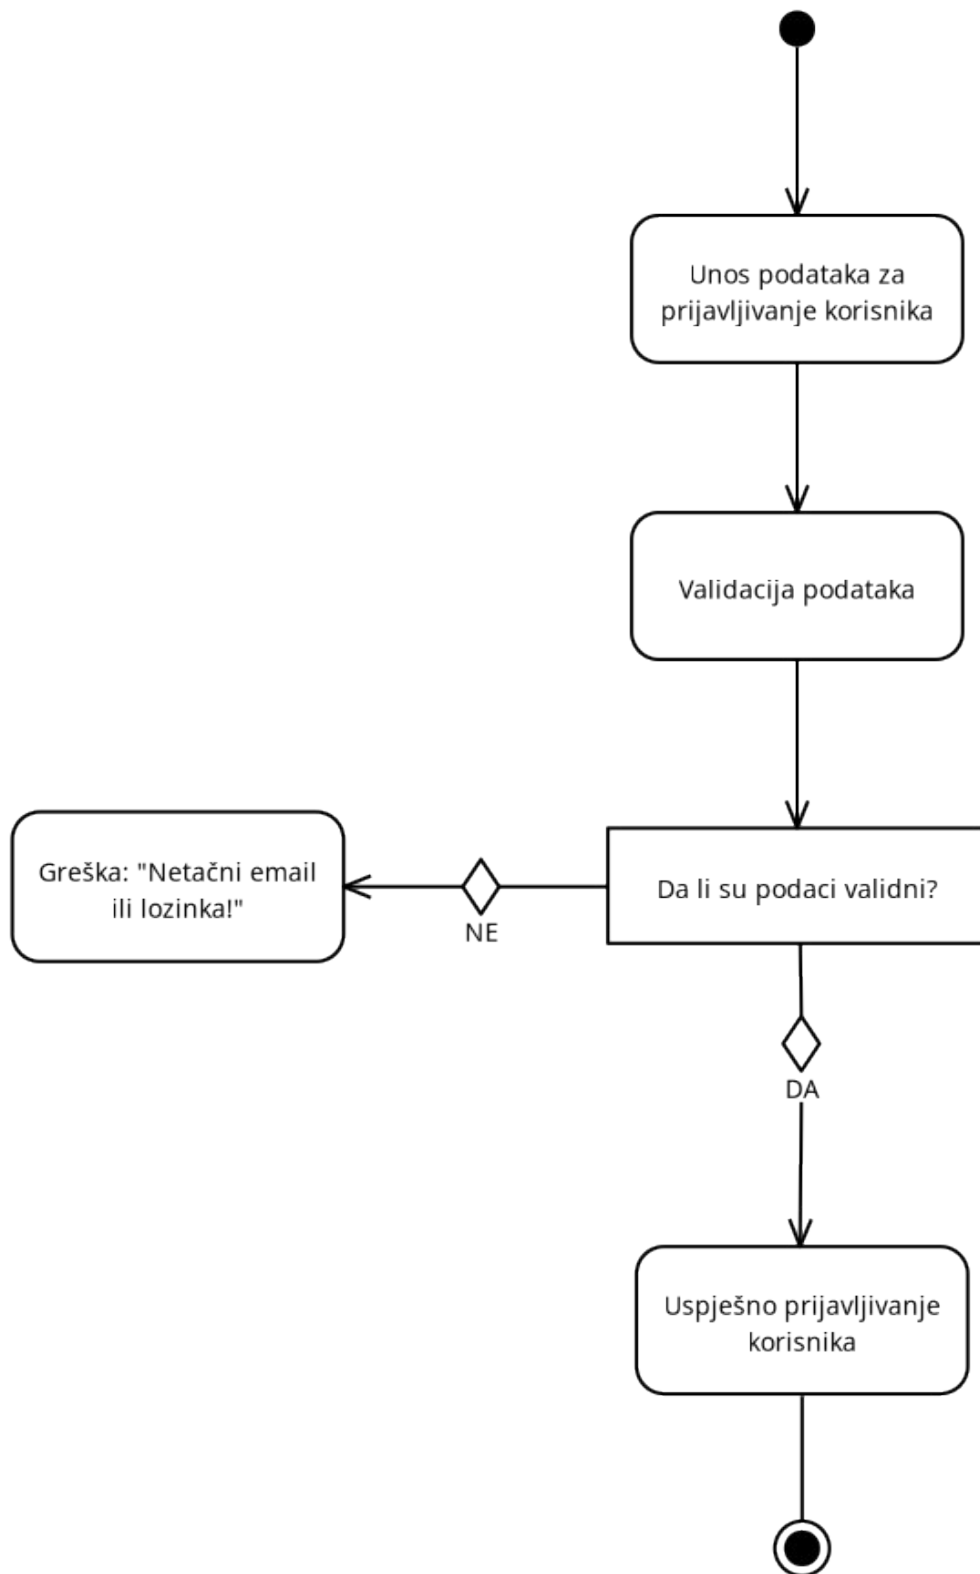 Unos podataka za
prijavljivanje korisnika
Validacija podataka
Greška: "Netačni email
ili lozinka!"
NE
Da li su podaci validni?
DA
Uspješno prijavljivanje
korisnika